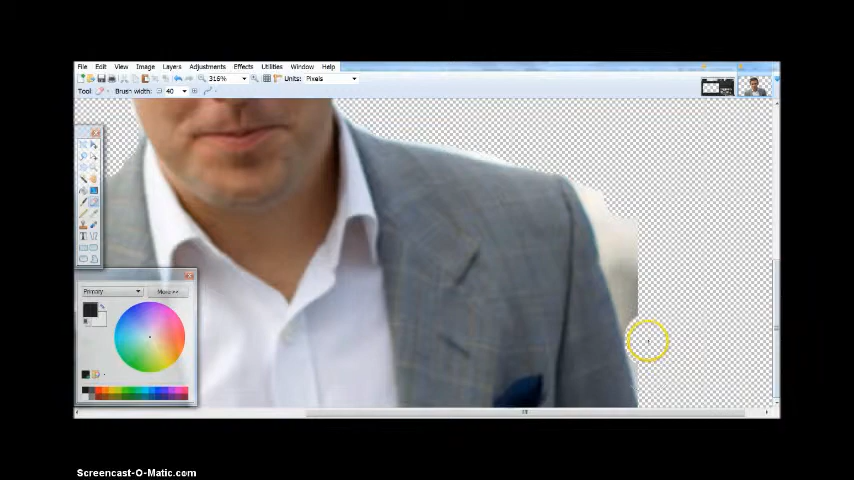 File Edit View Image Layers Adjustments Effects Utilities Window Help
316% Units: Pixels
Tool: Brush width: 40
Primary More>>
Screencast-O-Matic.com